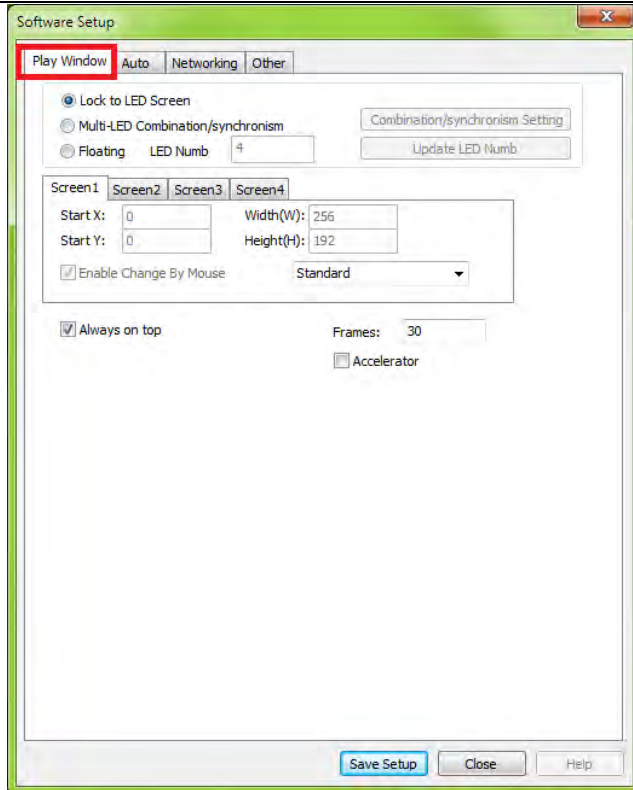 Software Setup
Play Window Auto Networking Other
Lock to LED Screen
Multi-LED Combination/synchronism Combination/synchronism Setting
Floating LED Numb 4 Update LED Numb
Screen1 Screen2 Screen3 Screen4
Start X: 0 Width(W): 256
Start Y: 0 Height(H): 192
Enable Change By Mouse Standard
Always on top Frames: 30
Accelerator
Save Setup Close Help